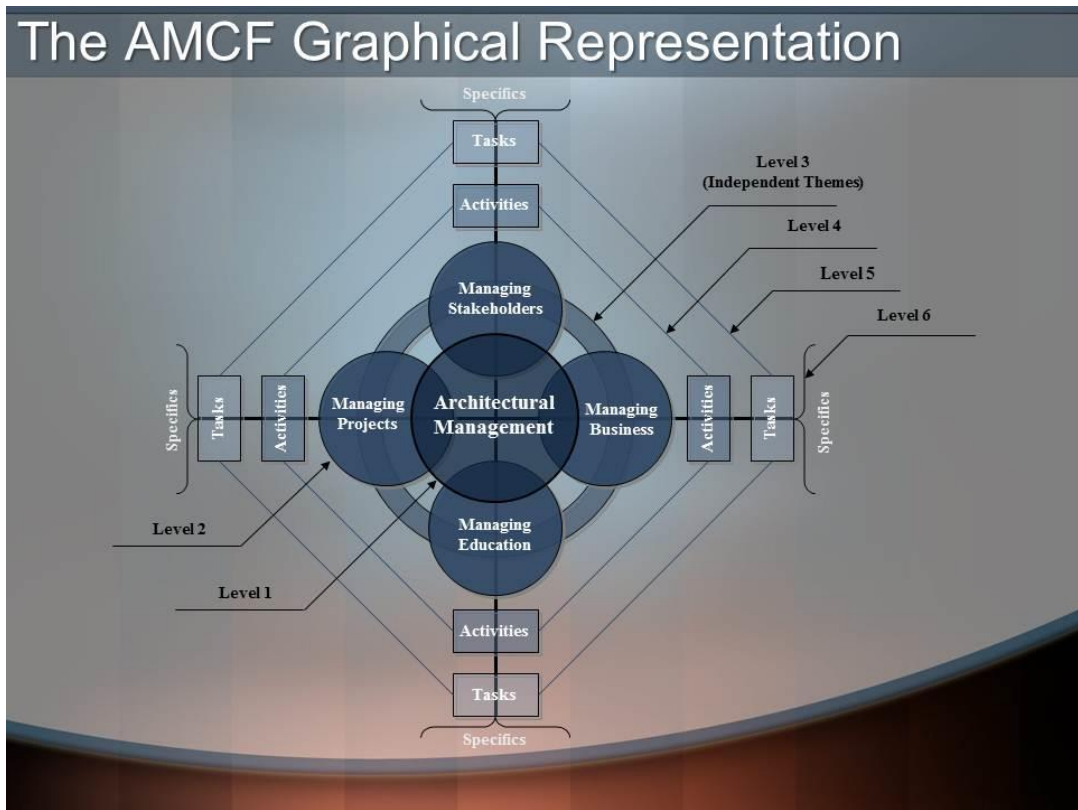 The AMCF Graphical Representation
Specifics
Tasks
Activities
Level 3
(Independent Themes)
Level 4
Level 5
Level 6
Managing
Stakeholders
Specifics
Tasks
Activities
Managing
Projects
Architectural
Management
Managing
Business
Activities
Tasks
Specifics
Managing
Education
Level 2
Level 1
Activities
Tasks
Specifics